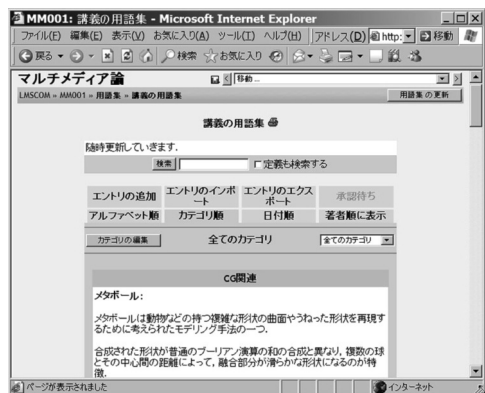 MM001: 講義の用語集 - Microsoft Internet Explorer
ファイル(F) 編集(E) 表示(V) お気に入り(A) ツール(T) ヘルプ(H) アドレス(D) http: 移動
戻る 検索 お気に入り
マルチメディア論 移動 ...
LMSCOM » MM001 » 用語集 » 講義の用語集 用語集の更新
講義の用語集
随時更新していきます.
検索 定義も検索する
エントリの追加 エントリのインポート エントリのエクスポート 承認待ち
アルファベット順 カテゴリ順 日付順 著者順に表示
カテゴリの編集 全てのカテゴリ 全てのカテゴリ
CG関連
メタボール:
メタボールは動物などの持つ複雑な形状の曲面やうねった形状を再現す
るために考えられたモデリング手法の一つ.
合成された形状が普通のブーリアン演算の和の合成と異なり, 複数の球
とその中心間の距離によって, 融合部分が滑らかな形状になるのが特
徴.
ページが表示されました インターネット